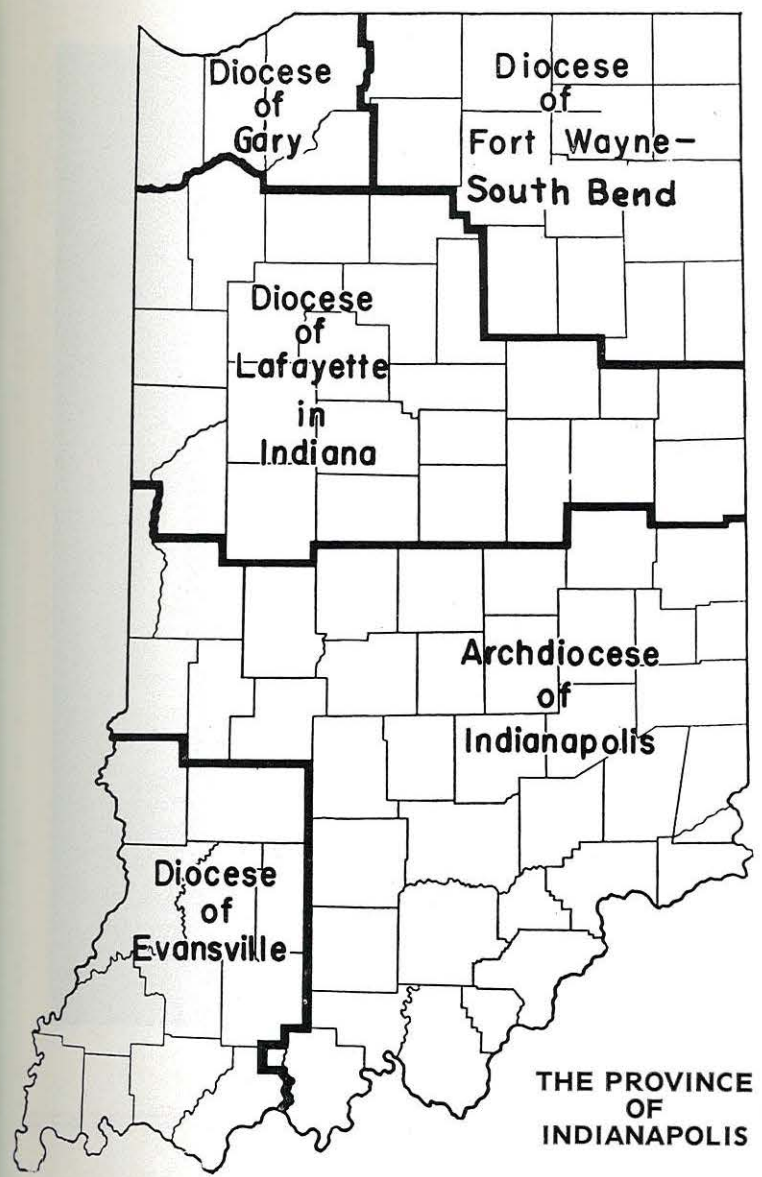 Diocese
of
Gary
Diocese
of
Fort Wayne-
South Bend
Diocese
of
Lafayette
in
Indiana
Archdiocese
of
Indianapolis
Diocese
of
Evansville
THE PROVINCE
OF
INDIANAPOLIS